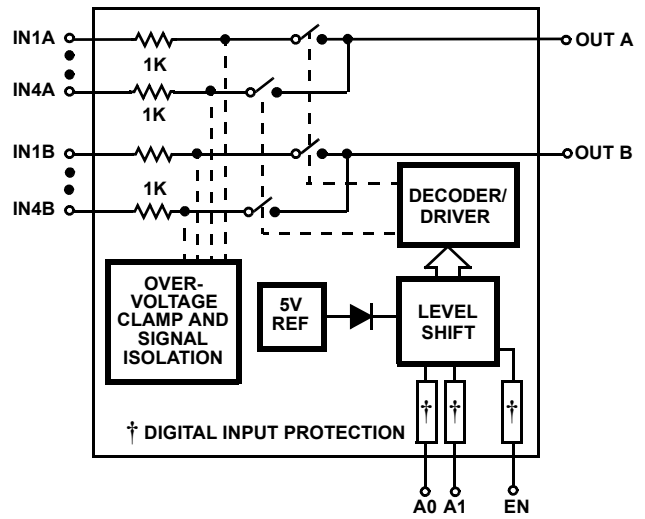 IN1A
OUT A
1K
IN4A
1K
IN1B
OUT B
1K
IN4B
DECODER/
DRIVER
OVER-
VOLTAGE
CLAMP AND
SIGNAL
ISOLATION
5V
REF
LEVEL
SHIFT
† † †
† DIGITAL INPUT PROTECTION
A0 A1 EN